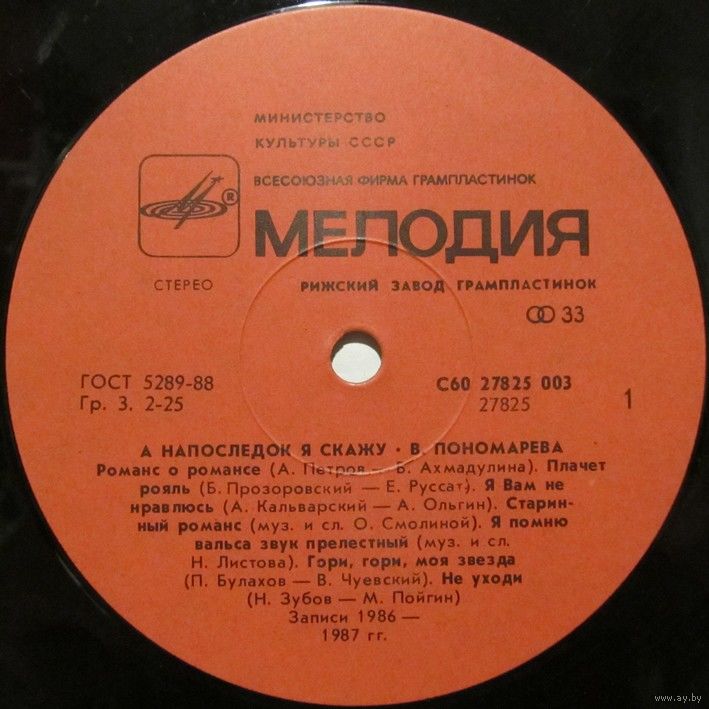 МИНИСТЕРСТВО
КУЛЬТУРЫ СССР
ВСЕСОЮЗНАЯ ФИРМА ГРАМПЛАСТИНОК
®
МЕЛОДИЯ
СТЕРЕО
РИЖСКИЙ ЗАВОД ГРАМПЛАСТИНОК
33
ГОСТ 5289-88
Гр. 3. 2-25
С60 27825 003
27825
1
А НАПОСЛЕДОК Я СКАЖУ · В. ПОНОМАРЕВА
Романс о романсе (А. Петров — Б. Ахмадулина). Плачет
рояль (Б. Прозоровский — Е. Руссат). Я Вам не
нравлюсь (А. Кальварский — А. Ольгин). Старин-
ный романс (муз. и сл. О. Смолиной). Я помню
вальса звук прелестный (муз. и сл.
Н. Листова). Гори, гори, моя звезда
(П. Булахов — В. Чуевский). Не уходи
(Н. Зубов — М. Пойгин)
Записи 1986 —
1987 гг.
www.ay.by